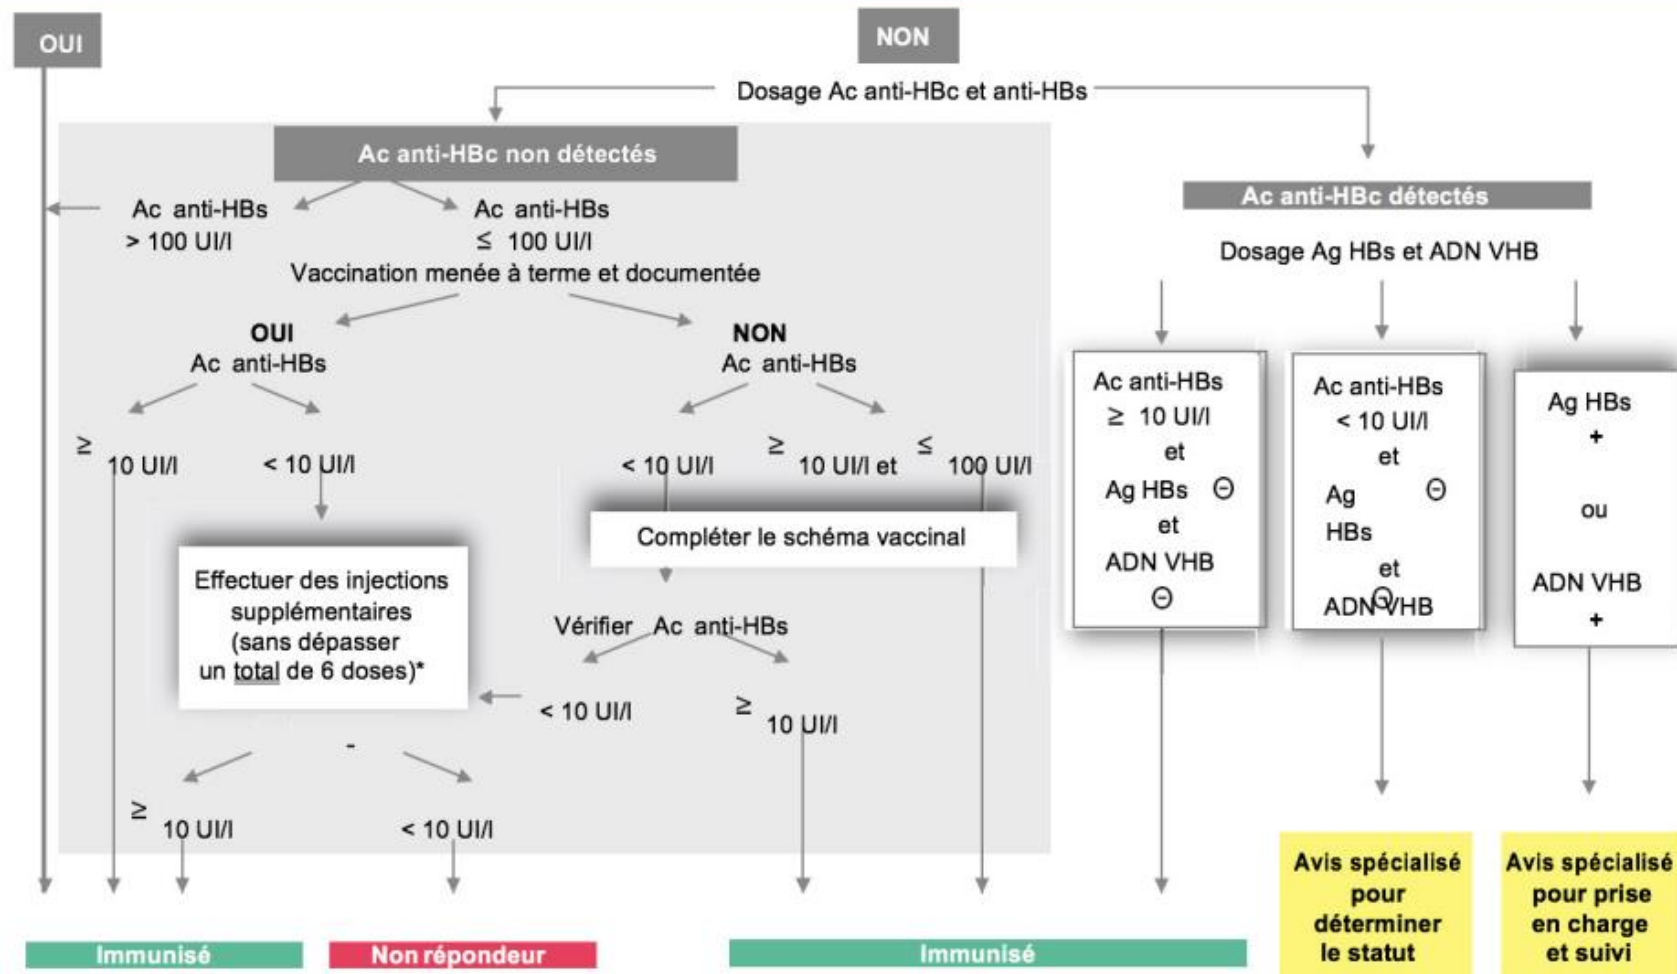 OUI
NON
Dosage Ac anti-HBc et anti-HBs
Ac anti-HBc non détectés
Ac anti-HBs
> 100 UI/l
Ac anti-HBs
≤ 100 UI/l
Vaccination menée à terme et documentée
OUI
Ac anti-HBs
NON
Ac anti-HBs
≥
10 UI/l
< 10 UI/l
< 10 UI/l
≥
10 UI/l et
≤
100 UI/l
Effectuer des injections
supplémentaires
(sans dépasser
un total de 6 doses)*
Compléter le schéma vaccinal
Vérifier Ac anti-HBs
< 10 UI/l
≥
10 UI/l
-
≥
10 UI/l
< 10 UI/l
Ac anti-HBc détectés
Dosage Ag HBs et ADN VHB
Ac anti-HBs
≥ 10 UI/l
et
Ag HBs ⊖
et
ADN VHB
⊖
Ac anti-HBs
< 10 UI/l
et
Ag ⊖
HBs
et
ADN VHB
⊖
Ag HBs
+
ou
ADN VHB
+
Immunisé
Non répondeur
Immunisé
Avis spécialisé
pour
déterminer
le statut
Avis spécialisé
pour prise
en charge
et suivi